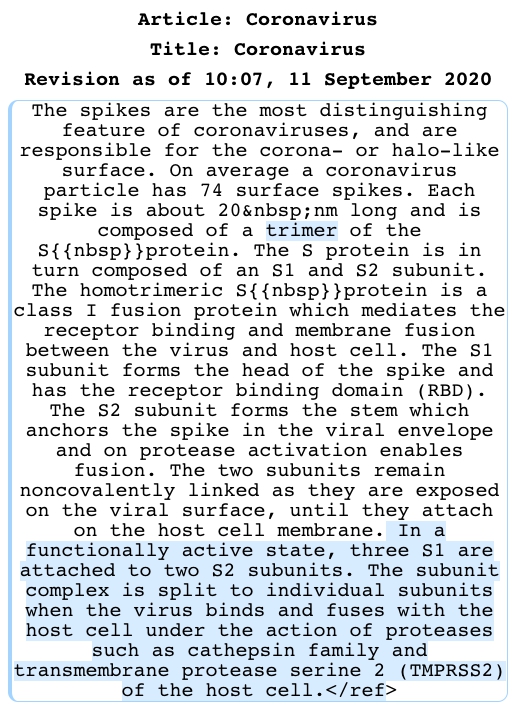 Article: Coronavirus
Title: Coronavirus
Revision as of 10:07, 11 September 2020
The spikes are the most distinguishing
feature of coronaviruses, and are
responsible for the corona- or halo-like
surface. On average a coronavirus
particle has 74 surface spikes. Each
spike is about 20&nbsp;nm long and is
composed of a trimer of the
S{{nbsp}}protein. The S protein is in
turn composed of an S1 and S2 subunit.
The homotrimeric S{{nbsp}}protein is a
class I fusion protein which mediates the
receptor binding and membrane fusion
between the virus and host cell. The S1
subunit forms the head of the spike and
has the receptor binding domain (RBD).
The S2 subunit forms the stem which
anchors the spike in the viral envelope
and on protease activation enables
fusion. The two subunits remain
noncovalently linked as they are exposed
on the viral surface, until they attach
on the host cell membrane. In a
functionally active state, three S1 are
attached to two S2 subunits. The subunit
complex is split to individual subunits
when the virus binds and fuses with the
host cell under the action of proteases
such as cathepsin family and
transmembrane protease serine 2 (TMPRSS2)
of the host cell.</ref>